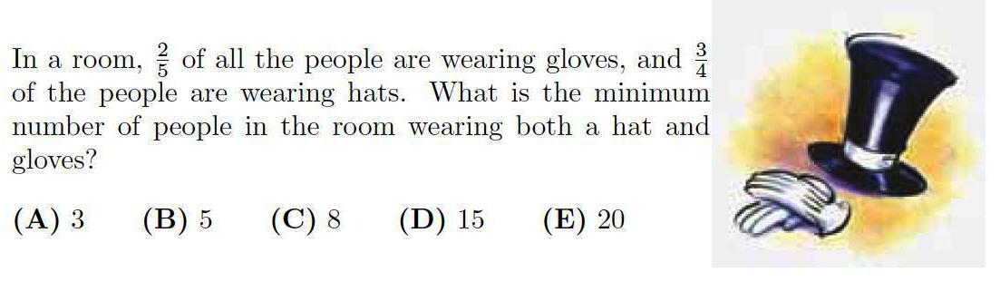 In a room, 2/5 of all the people are wearing gloves, and 3/4
of the people are wearing hats. What is the minimum
number of people in the room wearing both a hat and
gloves?
(A) 3 (B) 5 (C) 8 (D) 15 (E) 20